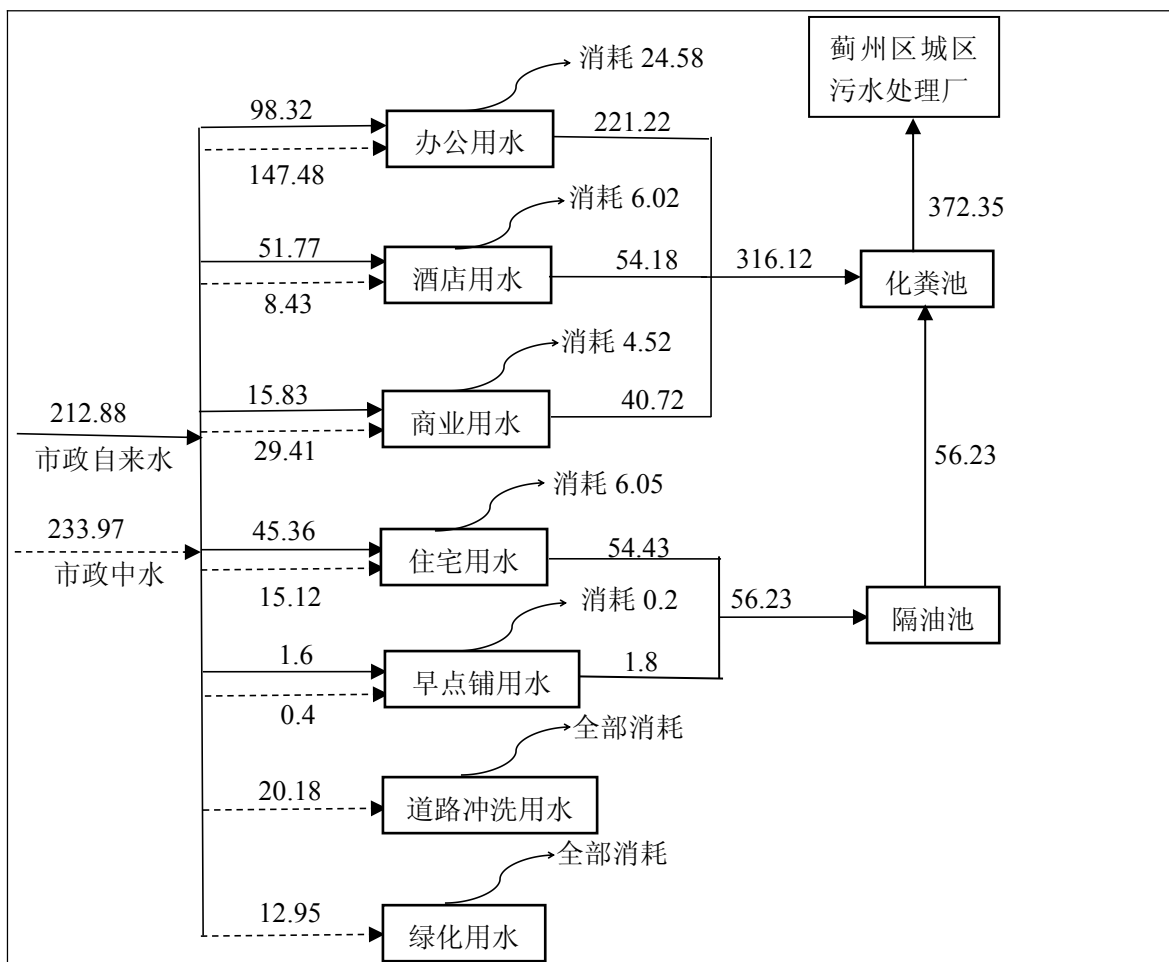 消耗 24.58
蓟州区城区
污水处理厂
98.32
办公用水
221.22
147.48
消耗 6.02
372.35
51.77
酒店用水
54.18
316.12
化粪池
8.43
消耗 4.52
15.83
商业用水
40.72
212.88
市政自来水
29.41
56.23
消耗 6.05
233.97
市政中水
45.36
住宅用水
54.43
15.12
消耗 0.2
56.23
隔油池
1.6
早点铺用水
1.8
0.4
全部消耗
20.18
道路冲洗用水
全部消耗
12.95
绿化用水